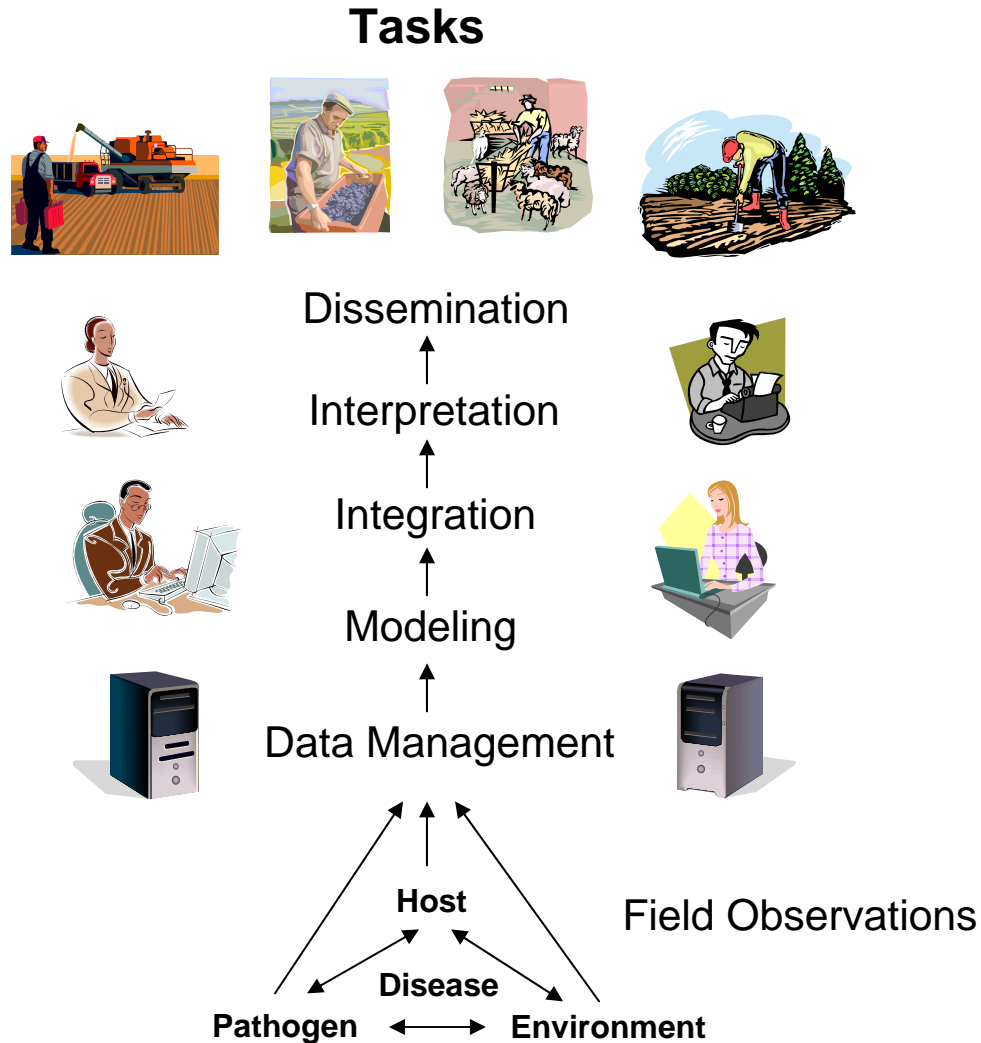 Tasks
Dissemination
Interpretation
Integration
Modeling
Data Management
Host
Field Observations
Disease
Pathogen
Environment